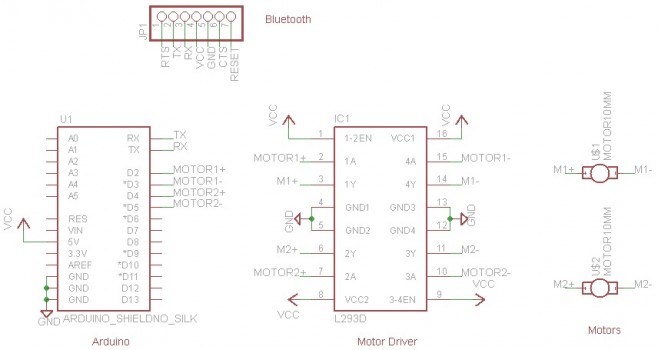 Bluetooth
JP1
1 2 3 4 5 6 7
RTS
TX
RX
VCC
GND
CTS
RESET
U1
A0
A1
A2
A3
A4
A5
RES
VIN
5V
3.3V
AREF
GND
GND
GND
RX
TX
D2
*D3
D4
*D5
*D6
D7
D8
*D9
*D10
*D11
D12
D13
TX
RX
MOTOR1+
MOTOR1-
MOTOR2+
MOTOR2-
VCC
GND
ARDUINO_SHIELDNO_SILK
Arduino
IC1
VCC
VCC
1 1-2EN VCC1 16
MOTOR1+ 2 1A 4A 15 MOTOR1-
M1+ 3 1Y 4Y 14 M1-
4 GND1 GND3 13
GND
GND
5 GND2 GND4 12
M2+ 6 2Y 3Y 11 M2-
MOTOR2+ 7 2A 3A 10 MOTOR2-
8 VCC2 3-4EN 9
VCC
VCC
L293D
Motor Driver
U$1
MOTOR10MM
M1+ M1-
U$2
MOTOR10MM
M2+ M2-
Motors